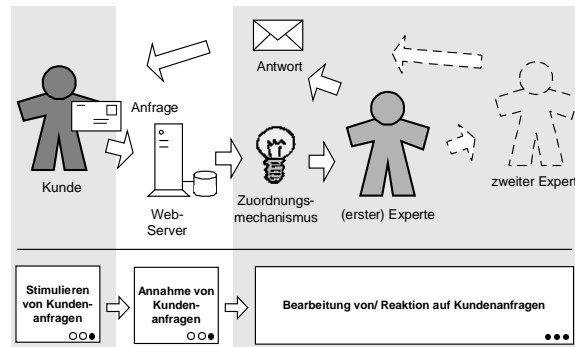 Antwort
Anfrage
Kunde
Web-
Server
Zuordnungs-
mechanismus
(erster) Experte
zweiter Expert
Stimulieren
von Kunden-
anfragen
Annahme von
Kunden-
anfragen
Bearbeitung von/ Reaktion auf Kundenanfragen